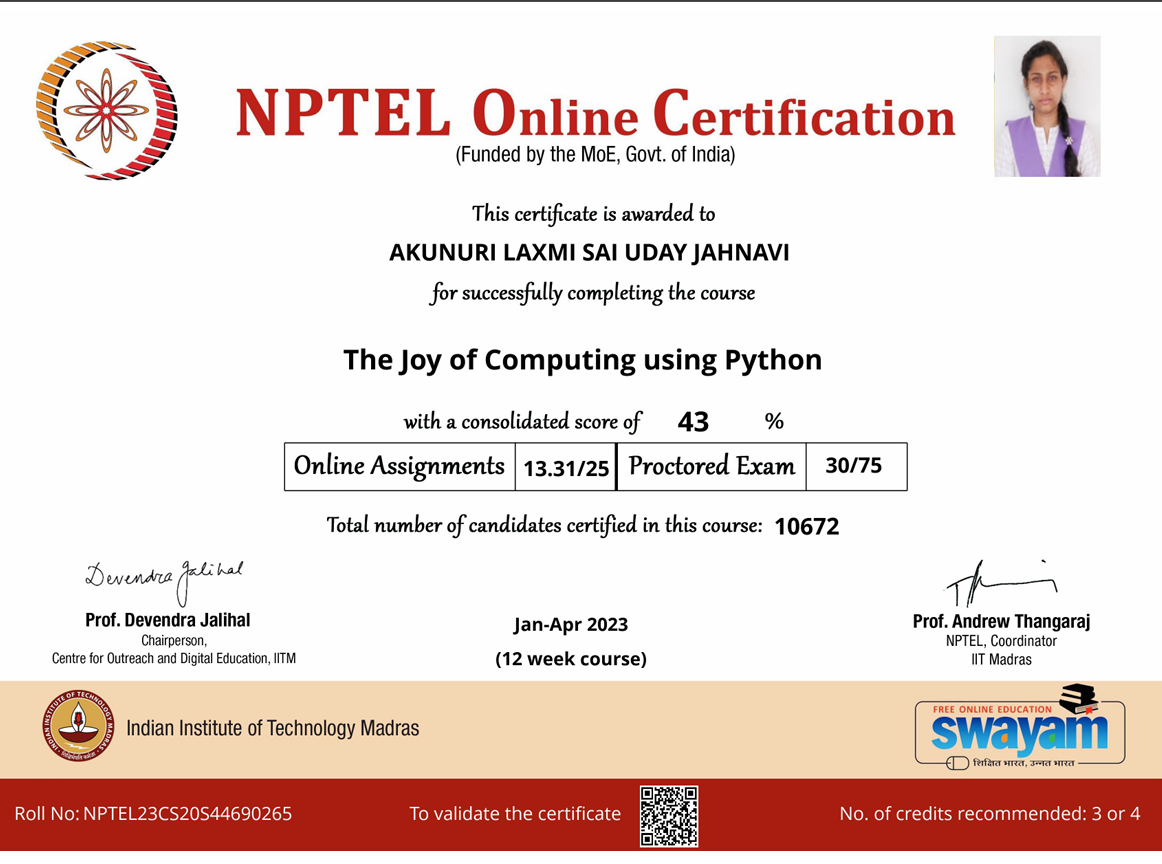 NPTEL Online Certification
(Funded by the MoE, Govt. of India)
This certificate is awarded to
AKUNURI LAXMI SAI UDAY JAHNAVI
for successfully completing the course
The Joy of Computing using Python
with a consolidated score of 43 %
Online Assignments 13.31/25 Proctored Exam 30/75
Total number of candidates certified in this course: 10672
Devendra Jalihal
Prof. Devendra Jalihal
Chairperson,
Centre for Outreach and Digital Education, IITM
Jan-Apr 2023
(12 week course)
Prof. Andrew Thangaraj
NPTEL, Coordinator
IIT Madras
INDIAN INSTITUTE OF TECHNOLOGY MADRAS
Indian Institute of Technology Madras
FREE ONLINE EDUCATION
swayam
शिक्षित भारत, उन्नत भारत
Roll No: NPTEL23CS20S44690265
To validate the certificate
No. of credits recommended: 3 or 4